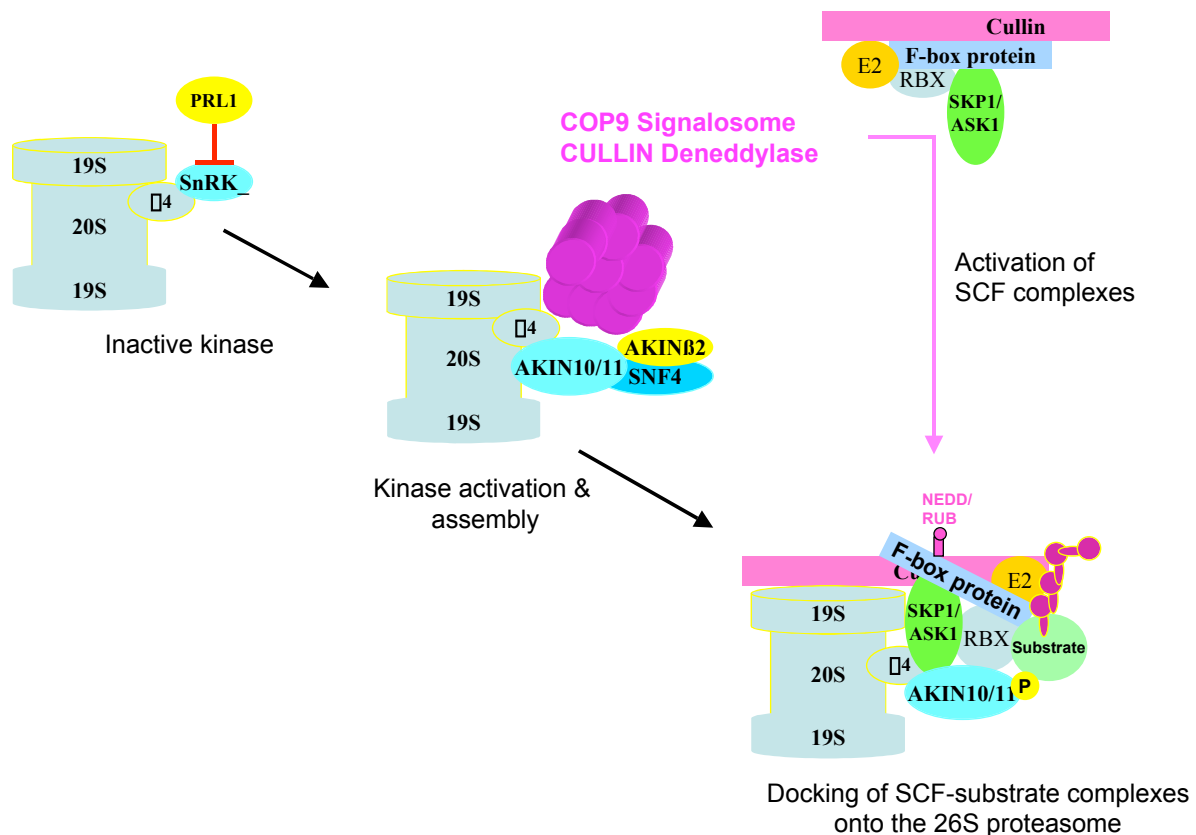 Cullin
F-box protein
E2
RBX
SKP1/
ASK1
PRL1
COP9 Signalosome
CULLIN Deneddylase
19S
SnRK_
▯4
20S
19S
Inactive kinase
Activation of
SCF complexes
19S
▯4
AKINß2
20S
AKIN10/11
SNF4
19S
Kinase activation &
assembly
NEDD/
RUB
F-box protein
E2
19S
SKP1/
ASK1
RBX
Substrate
▯4
20S
AKIN10/11
P
19S
Docking of SCF-substrate complexes
onto the 26S proteasome